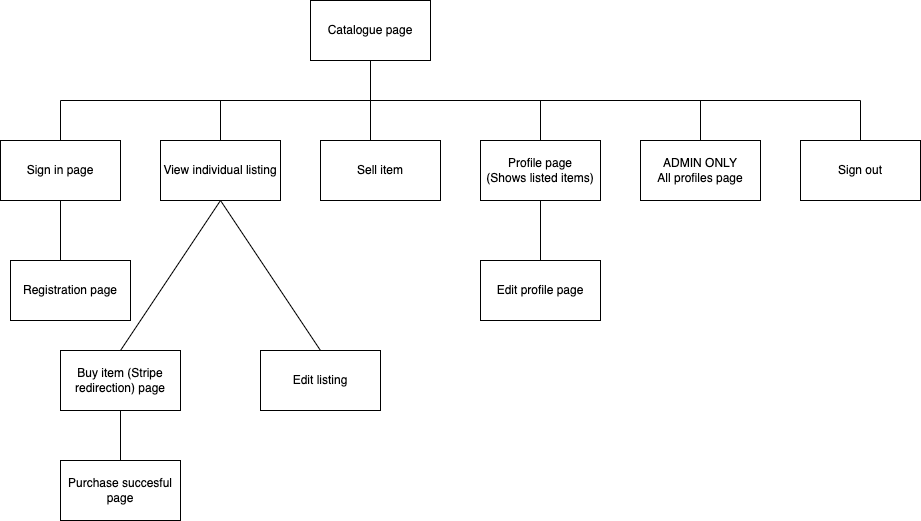 Catalogue page
Sign in page
View individual listing
Sell item
Profile page
(Shows listed items)
ADMIN ONLY
All profiles page
Sign out
Registration page
Edit profile page
Buy item (Stripe
redirection) page
Edit listing
Purchase succesful
page